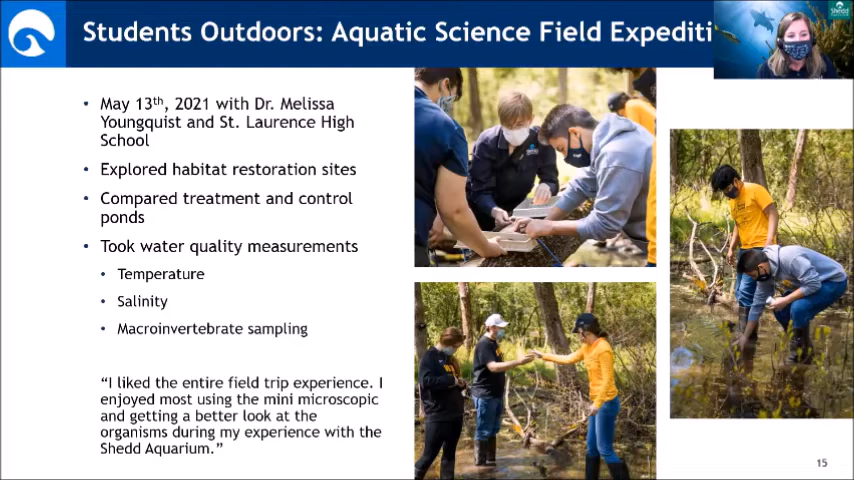 Students Outdoors: Aquatic Science Field Expediti
Shedd
• May 13th, 2021 with Dr. Melissa
Youngquist and St. Laurence High
School
• Explored habitat restoration sites
• Compared treatment and control
ponds
• Took water quality measurements
• Temperature
• Salinity
• Macroinvertebrate sampling
“I liked the entire field trip experience. I
enjoyed most using the mini microscopic
and getting a better look at the
organisms during my experience with the
Shedd Aquarium.”
15